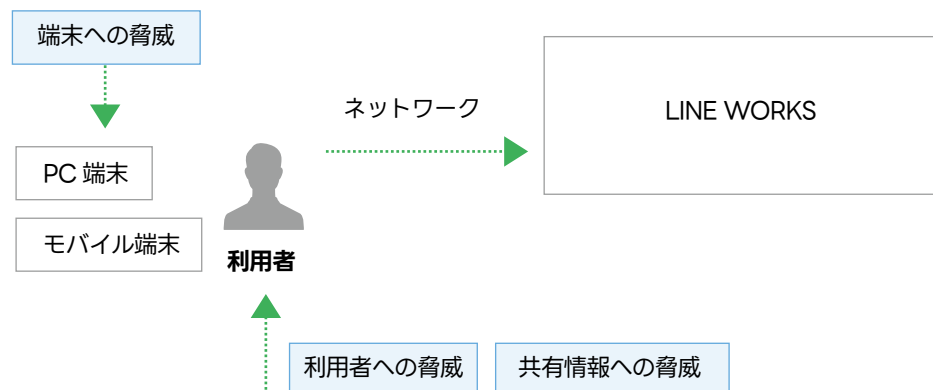 端末への脅威
ネットワーク
LINE WORKS
PC 端末
モバイル端末
利用者
利用者への脅威
共有情報への脅威